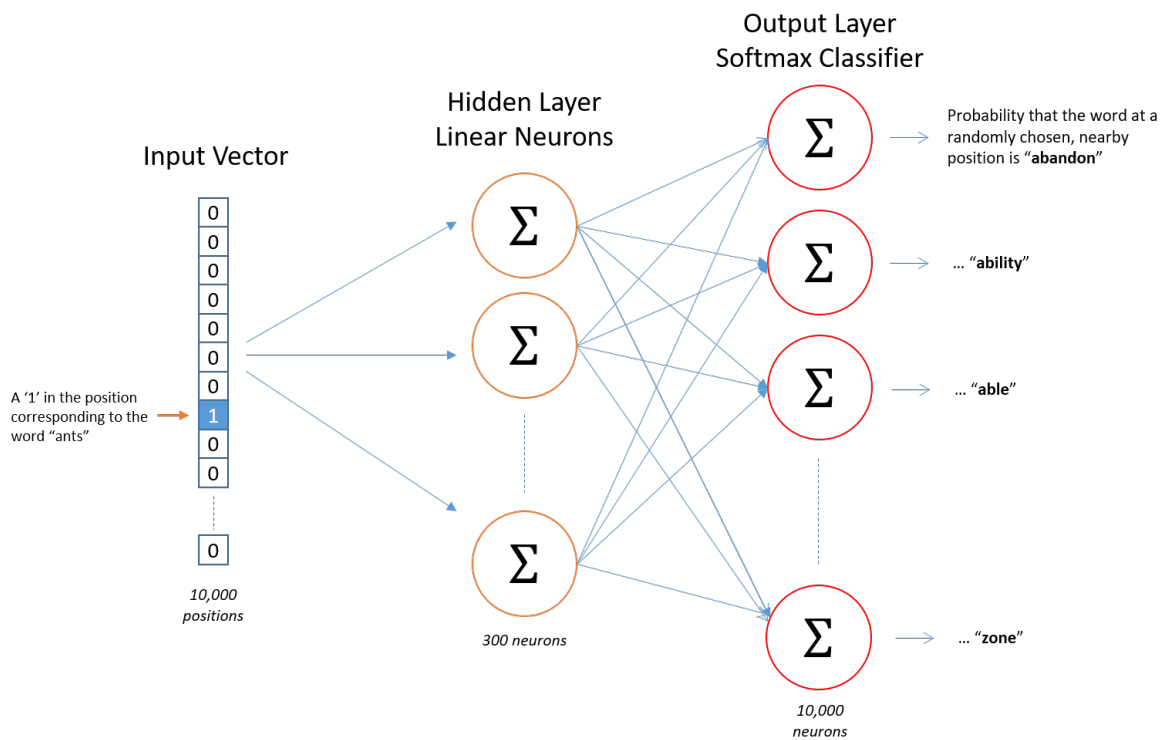 Output Layer
Softmax Classifier
Hidden Layer
Linear Neurons
Input Vector
0
0
0
0
0
0
0
1
0
0
0
A ‘1’ in the position
corresponding to the
word “ants”
10,000
positions
Σ
Σ
Σ
300 neurons
Σ
Σ
Σ
Σ
10,000
neurons
Probability that the word at a
randomly chosen, nearby
position is “abandon”
... “ability”
... “able”
... “zone”